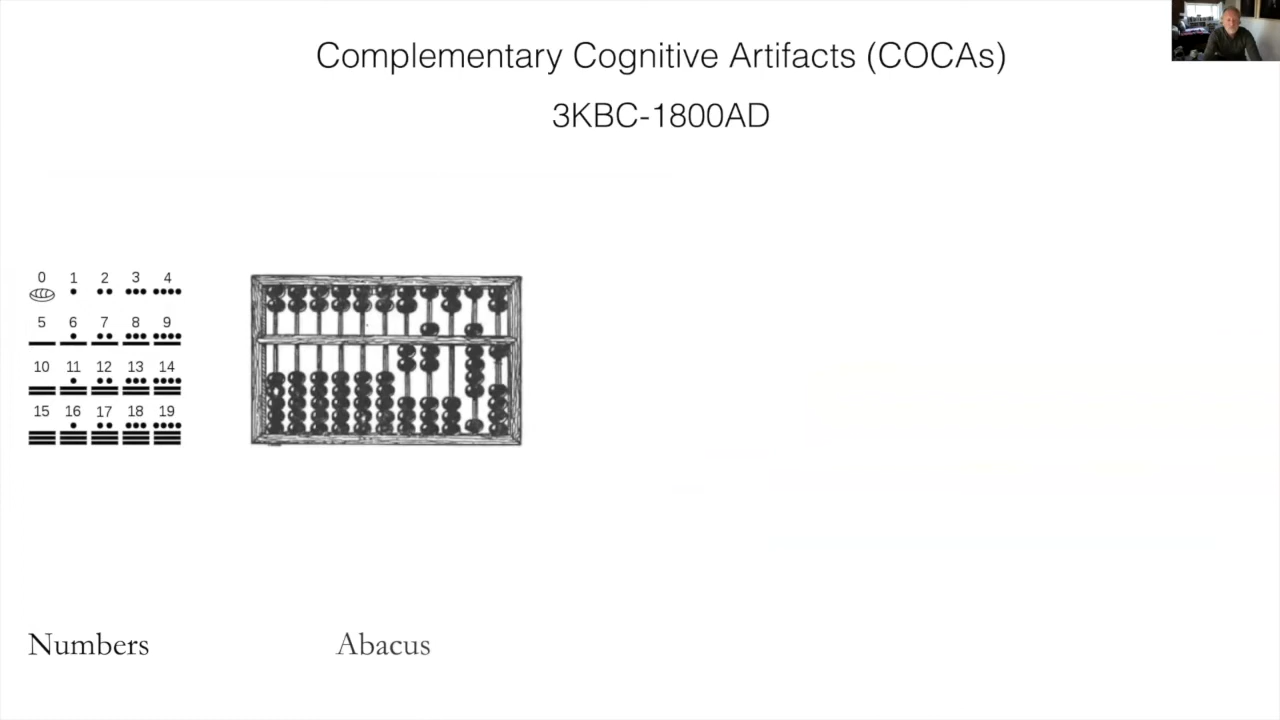 Complementary Cognitive Artifacts (COCAs)
3KBC-1800AD
0 1 2 3 4
5 6 7 8 9
10 11 12 13 14
15 16 17 18 19
Numbers
Abacus